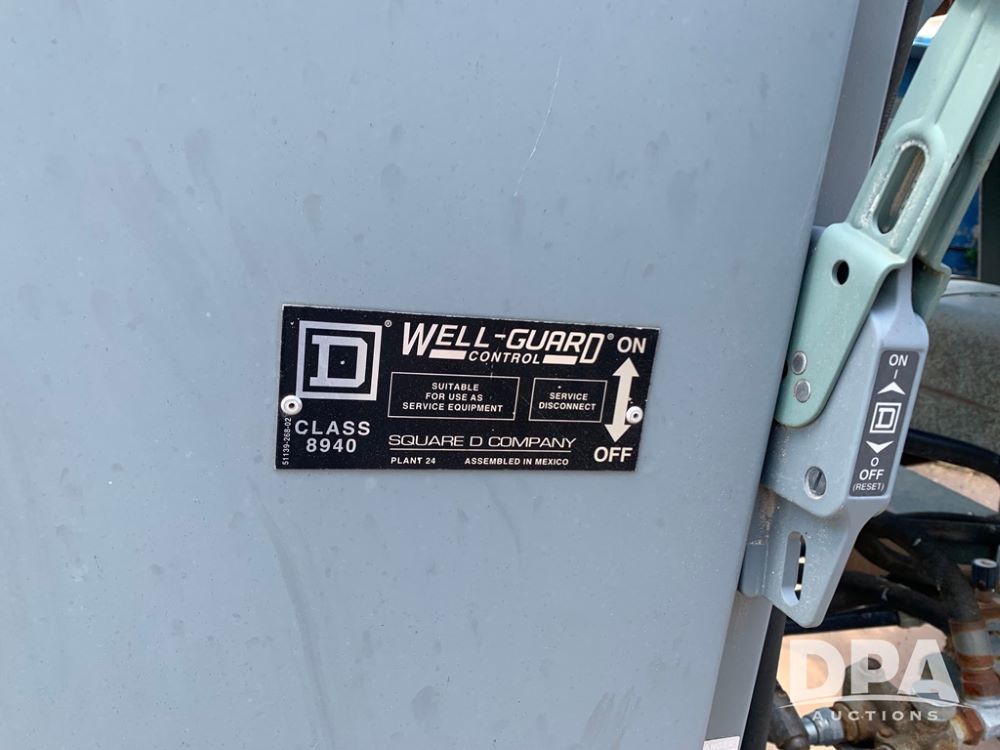 D
®
WELL-GUARD®
CONTROL
ON
SUITABLE
FOR USE AS
SERVICE EQUIPMENT
SERVICE
DISCONNECT
CLASS
8940
51139-268-02
SQUARE D COMPANY
OFF
PLANT 24 ASSEMBLED IN MEXICO
ON
I
D
O
OFF
(RESET)
DPA
AUCTIONS